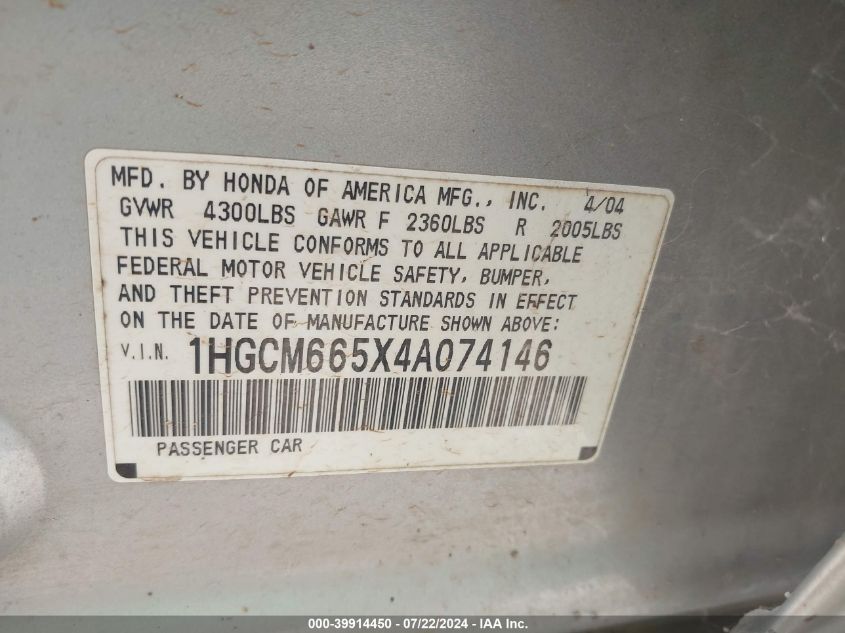 MFD. BY HONDA OF AMERICA MFG., INC. 4/04
GVWR 4300LBS GAWR F 2360LBS R 2005LBS
THIS VEHICLE CONFORMS TO ALL APPLICABLE
FEDERAL MOTOR VEHICLE SAFETY, BUMPER,
AND THEFT PREVENTION STANDARDS IN EFFECT
ON THE DATE OF MANUFACTURE SHOWN ABOVE:
V.I.N. 1HGCM665X4A074146
PASSENGER CAR
000-39914450 - 07/22/2024 - IAA Inc.